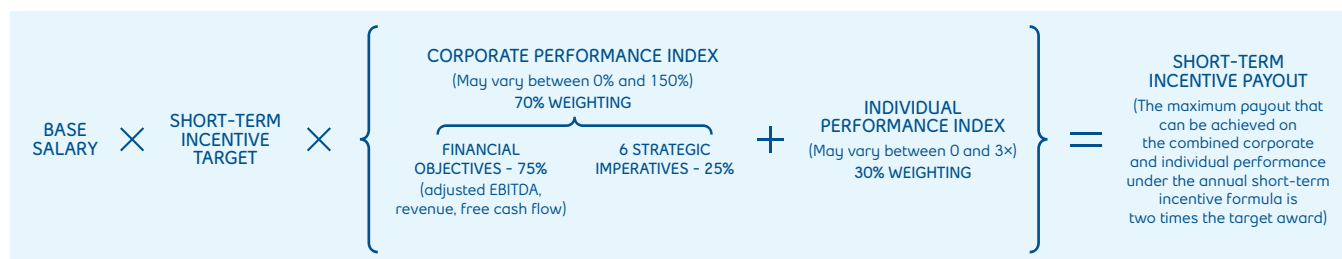 BASE
SALARY
×
SHORT-TERM
INCENTIVE
TARGET
×
{
CORPORATE PERFORMANCE INDEX
(May vary between 0% and 150%)
70% WEIGHTING
FINANCIAL
OBJECTIVES - 75%
(adjusted EBITDA,
revenue, free cash flow)
6 STRATEGIC
IMPERATIVES - 25%
+
INDIVIDUAL
PERFORMANCE INDEX
(May vary between 0 and 3×)
30% WEIGHTING
}
=
SHORT-TERM
INCENTIVE PAYOUT
(The maximum payout that
can be achieved on
the combined corporate
and individual performance
under the annual short-term
incentive formula is
two times the target award)